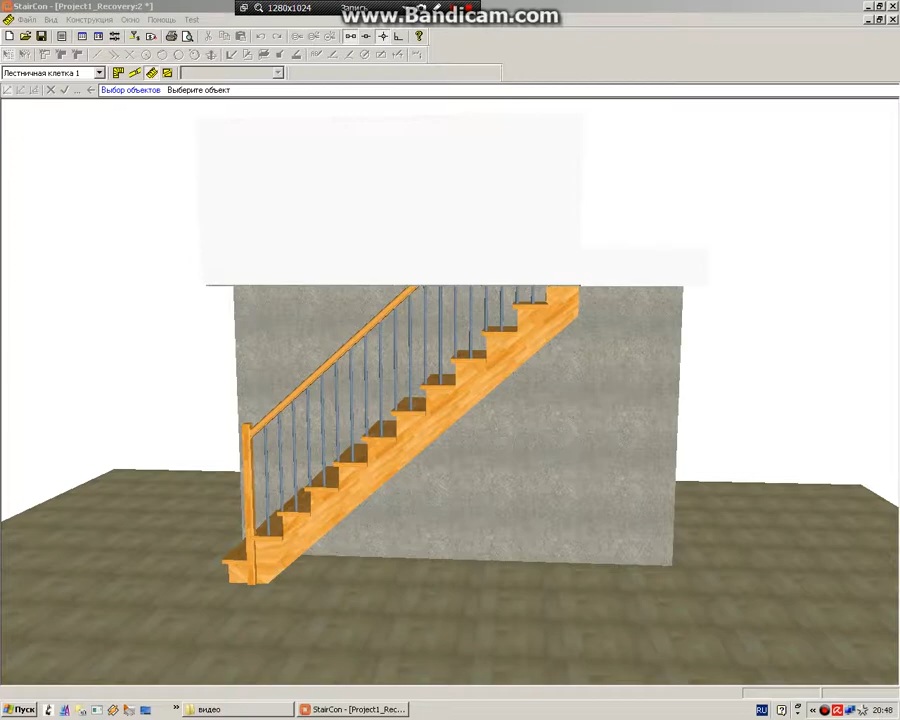 StairCon - [Project1_Recovery:2 *]
1280x1024
Запись
www.Bandicam.com
Файл Вид Конструкция Окно Помощь Test
Лестничная клетка 1
Выбор объектов Выберите объект
Пуск
видео
StairCon - [Project1_Rec...
RU
20:48